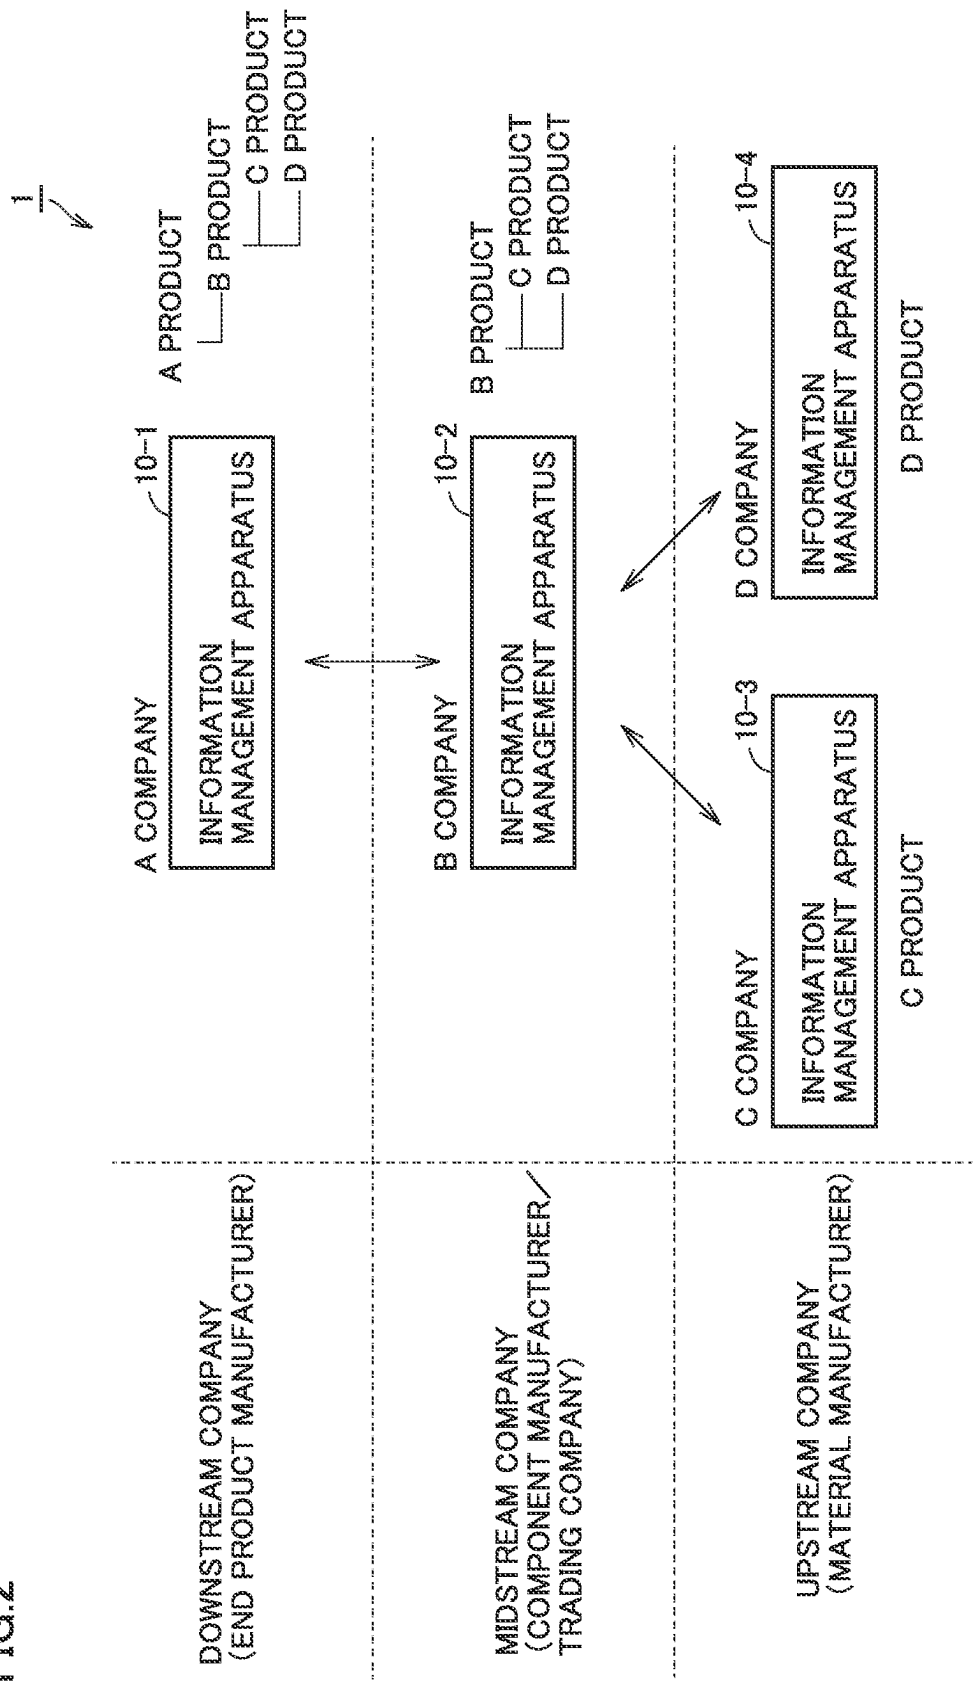 FIG.2
1
DOWNSTREAM COMPANY
(END PRODUCT MANUFACTURER)
A COMPANY
10-1
INFORMATION
MANAGEMENT APPARATUS
A PRODUCT
B PRODUCT
C PRODUCT
D PRODUCT
MIDSTREAM COMPANY
(COMPONENT MANUFACTURER/
TRADING COMPANY)
B COMPANY
10-2
INFORMATION
MANAGEMENT APPARATUS
B PRODUCT
C PRODUCT
D PRODUCT
UPSTREAM COMPANY
(MATERIAL MANUFACTURER)
C COMPANY
10-3
INFORMATION
MANAGEMENT APPARATUS
C PRODUCT
D COMPANY
10-4
INFORMATION
MANAGEMENT APPARATUS
D PRODUCT